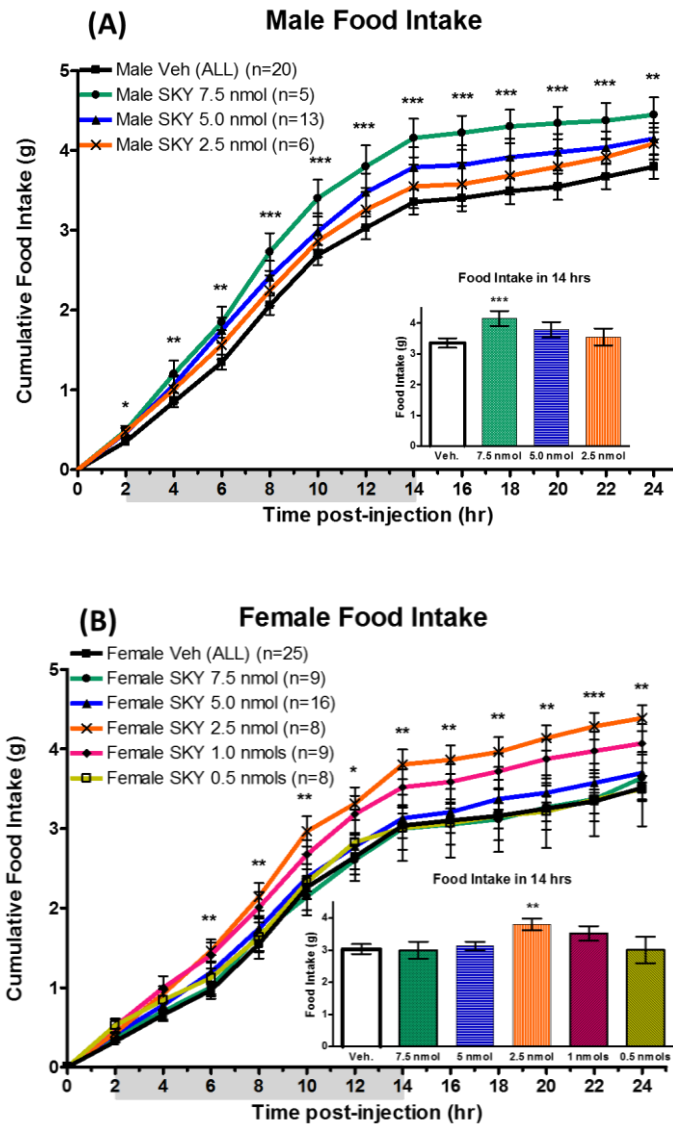 (A) Male Food Intake
5
Male Veh (ALL) (n=20)
Male SKY 7.5 nmol (n=5)
Male SKY 5.0 nmol (n=13)
Male SKY 2.5 nmol (n=6)
*** *** *** *** *** **
***
***
***
**
**
*
4
3
2
1
0
Cumulative Food Intake (g)
Food Intake in 14 hrs
***
Food Intake (g)
4
3
2
1
0
Veh. 7.5 nmol 5.0 nmol 2.5 nmol
0 2 4 6 8 10 12 14 16 18 20 22 24
Time post-injection (hr)
(B) Female Food Intake
5
Female Veh (ALL) (n=25)
Female SKY 7.5 nmol (n=9)
Female SKY 5.0 nmol (n=16)
Female SKY 2.5 nmol (n=8)
Female SKY 1.0 nmols (n=9)
Female SKY 0.5 nmols (n=8)
** ** ** ** *** **
*
**
**
**
4
3
2
1
0
Cumulative Food Intake (g)
Food Intake in 14 hrs
**
Food Intake (g)
4
3
2
1
0
Veh. 7.5 nmol 5 nmol 2.5 nmol 1 nmols 0.5 nmols
0 2 4 6 8 10 12 14 16 18 20 22 24
Time post-injection (hr)